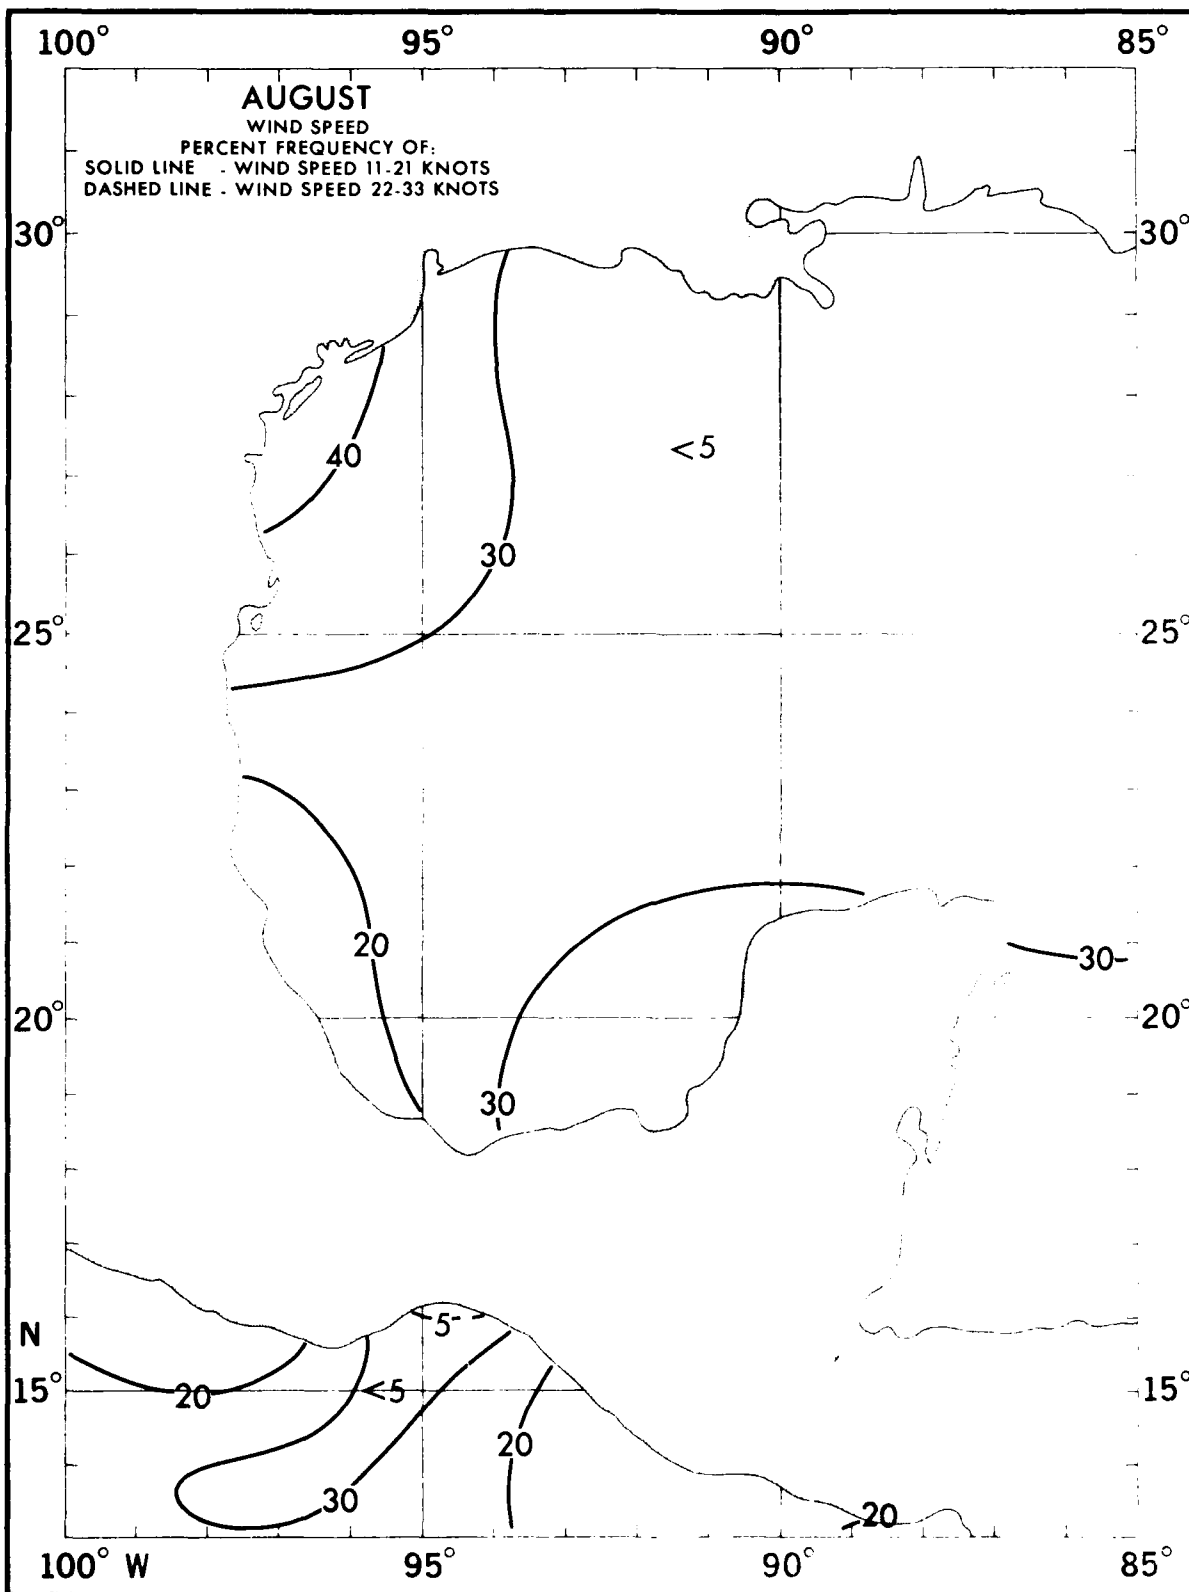 100° 95° 90° 85°
AUGUST
WIND SPEED
PERCENT FREQUENCY OF:
SOLID LINE - WIND SPEED 11-21 KNOTS
DASHED LINE - WIND SPEED 22-33 KNOTS
30° 30°
40 <5
30
25° 25°
20 30
20° 20°
30
5
N
20 <5
15° 15°
20
30 20
100° W 95° 90° 85°